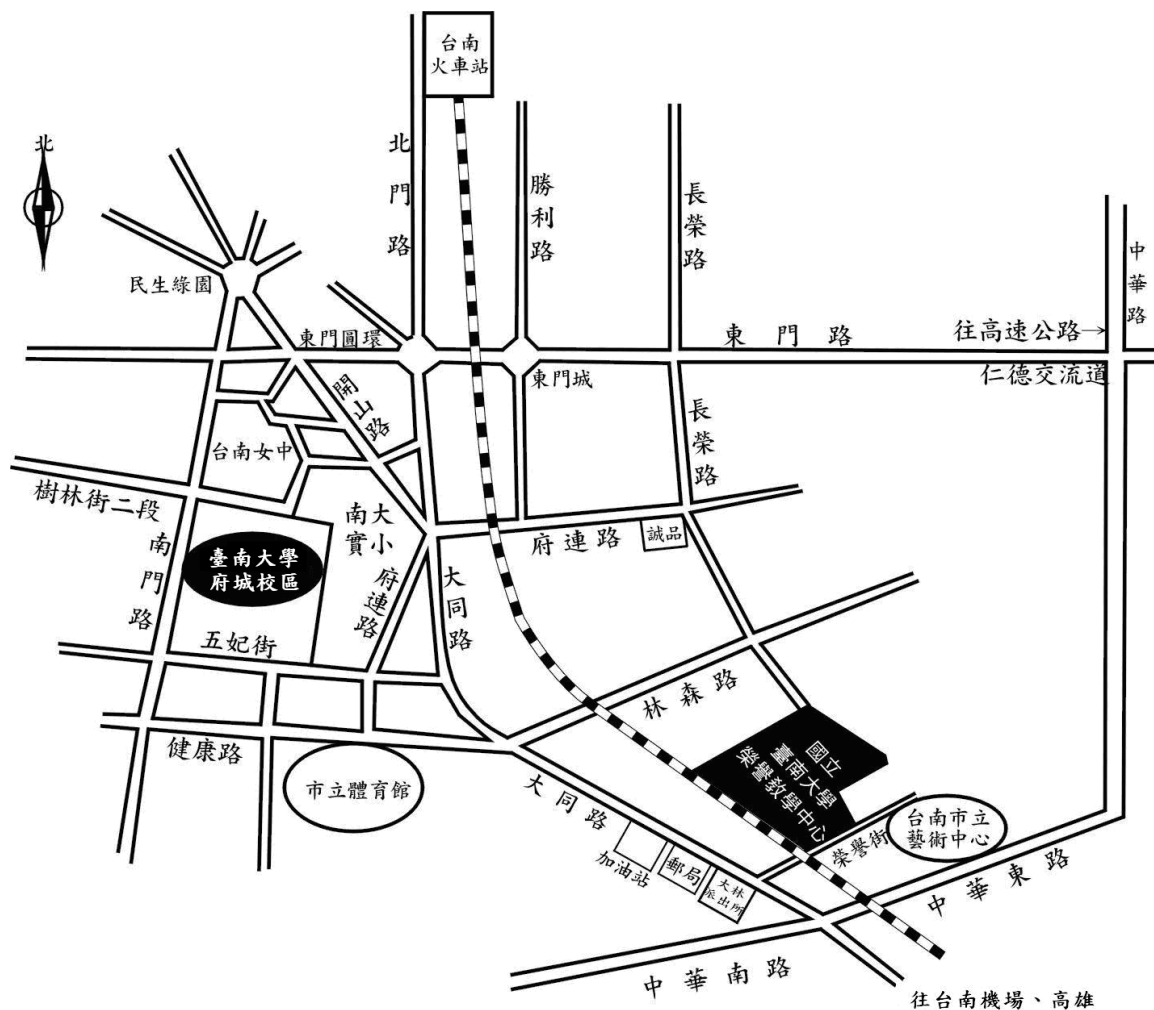 台南
火車站
北
北門路
勝利路
長榮路
中華路
民生綠園
東門圓環
東門路
往高速公路→
仁德交流道
東門城
開山路
長榮路
台南女中
樹林街二段
南大
實小
府連路
誠品
臺南大學
府城校區
南門路
府連路
大同路
五妃街
林森路
健康路
市立體育館
國立
臺南大學
榮譽教學中心
大同路
加油站
郵局
大林
派出所
榮譽街
台南市立
藝術中心
中華東路
中華南路
往台南機場、高雄